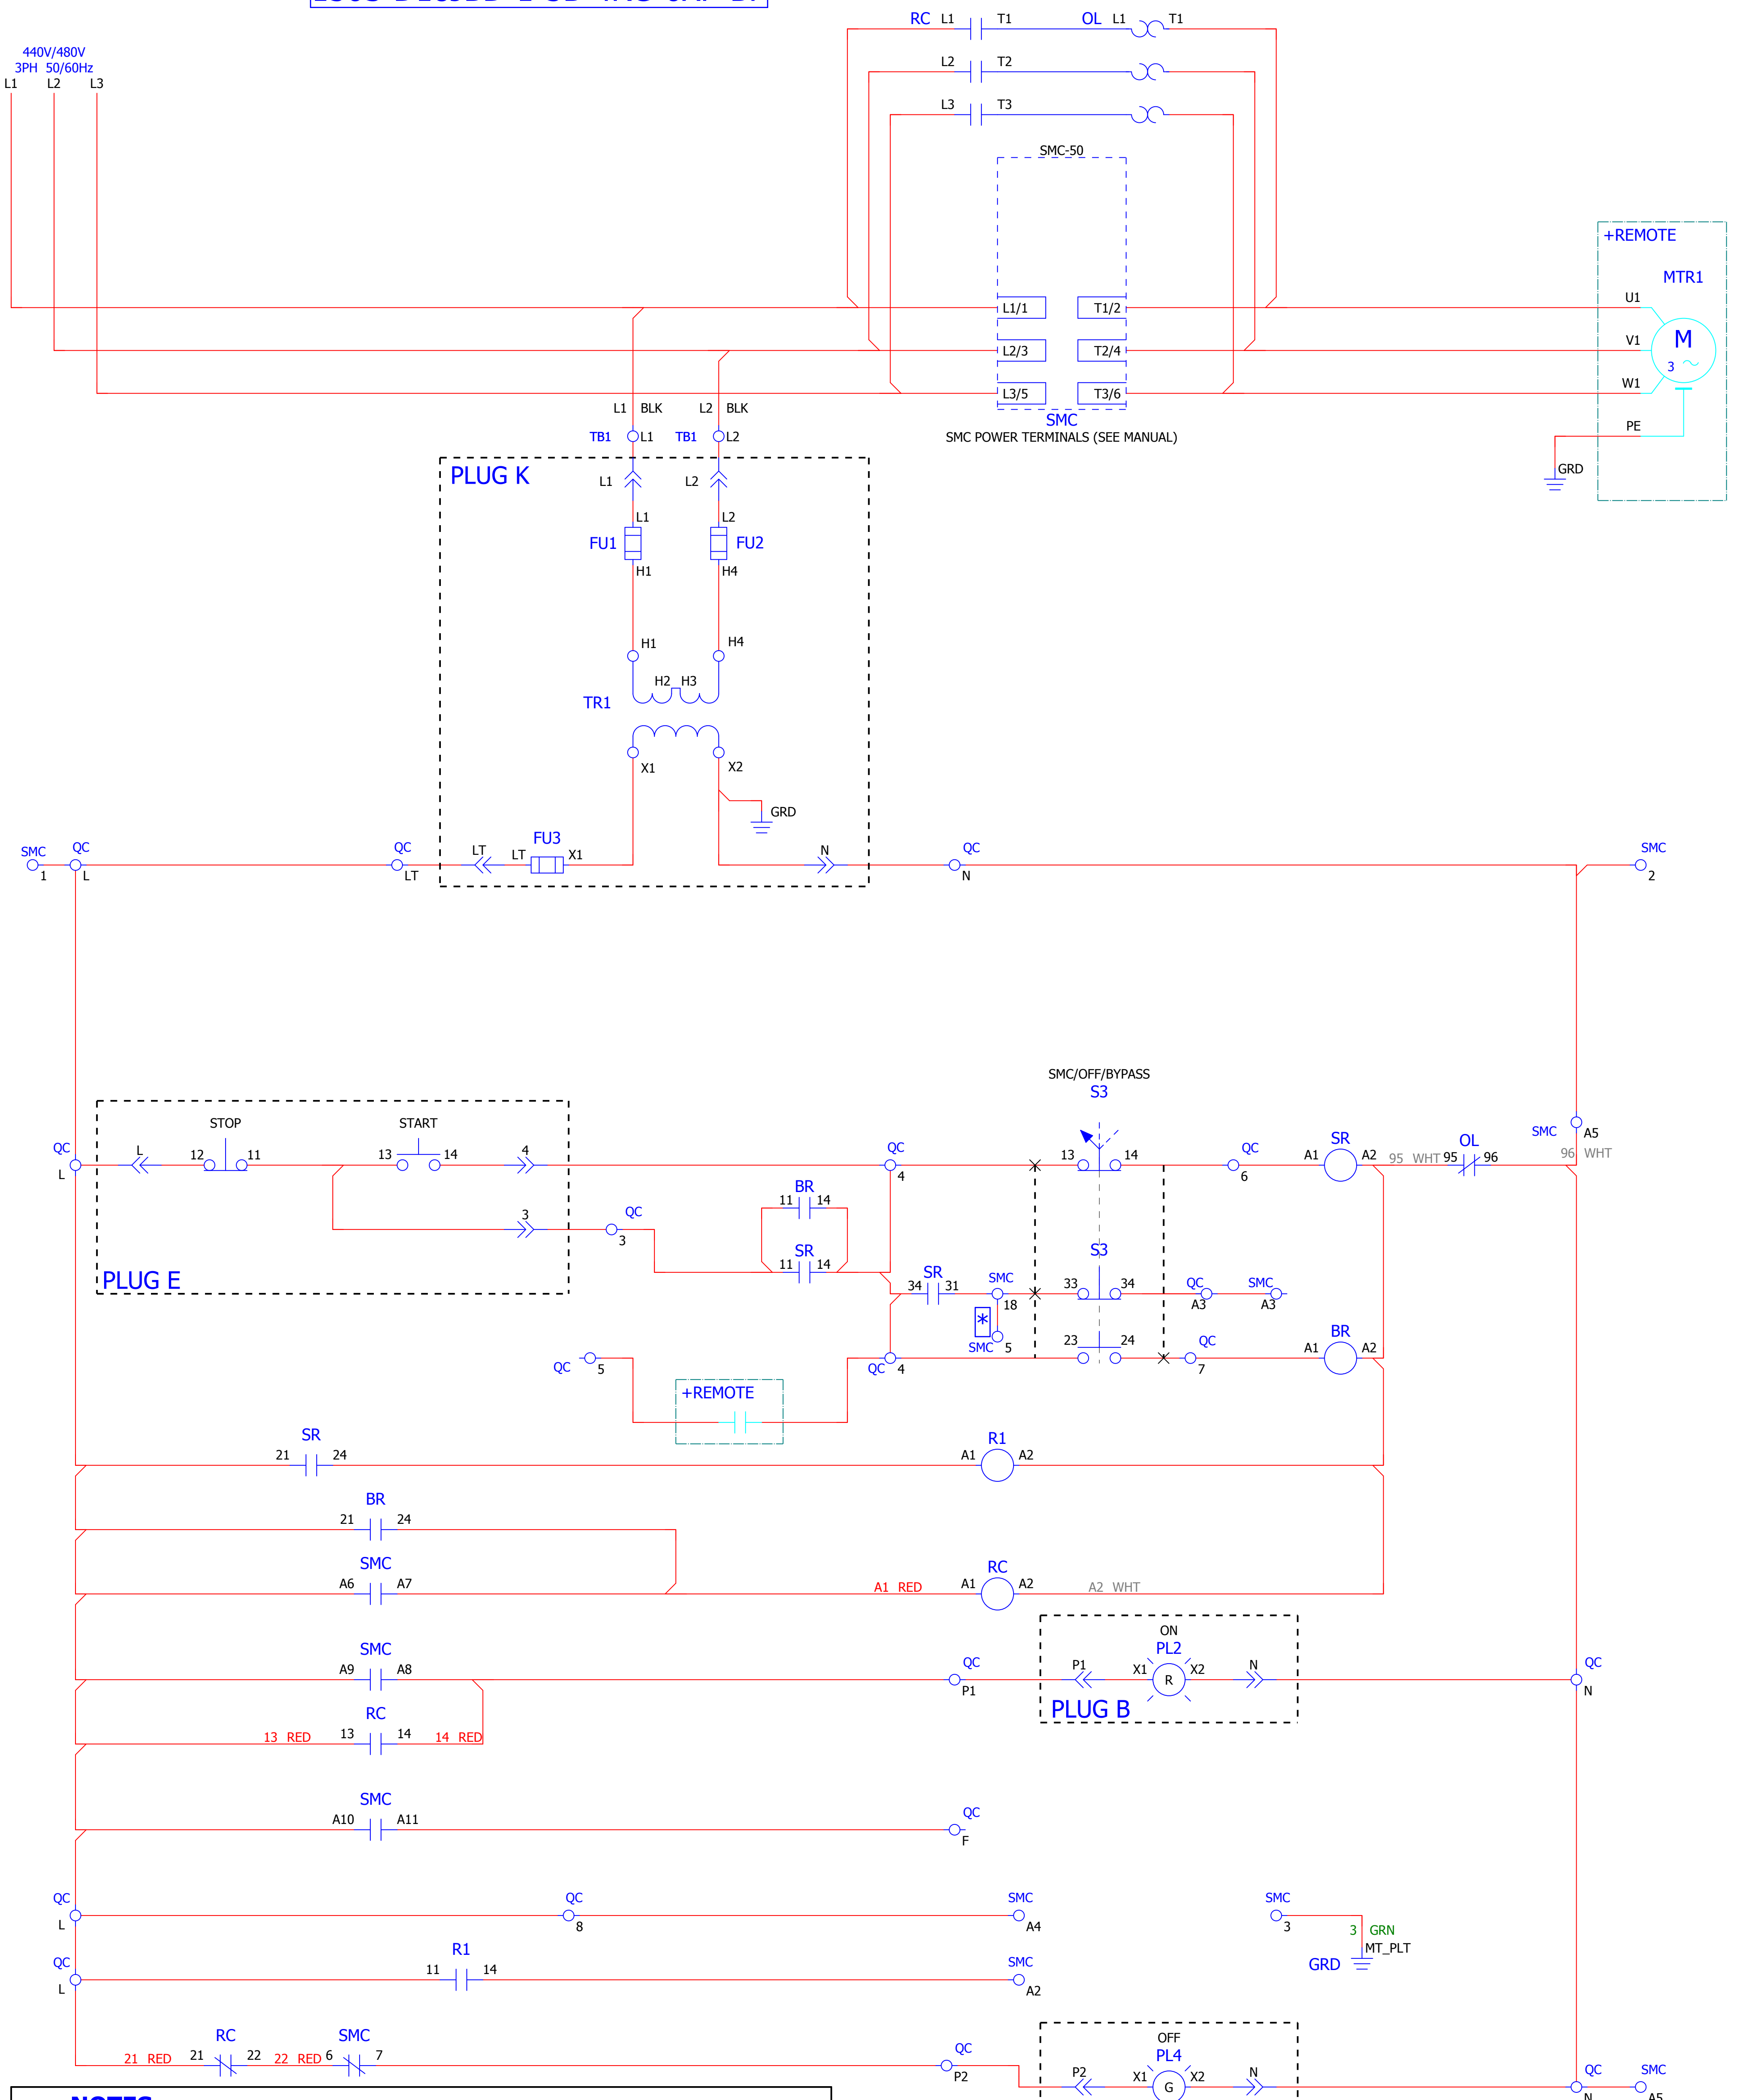 440V/480V
3PH 50/60Hz
L1 L2 L3
RC L1 T1 OL L1 T1
L2 T2
L3 T3
SMC-50
+REMOTE
MTR1
L1/1 T1/2 U1
L2/3 T2/4 V1
M
3
L3/5 T3/6 W1
SMC
SMC POWER TERMINALS (SEE MANUAL)
PE
GRD
L1 BLK L2 BLK
TB1 L1 TB1 L2
PLUG K
L1 L2
L1 L2
FU1 FU2
H1 H4
H1 H4
H2 H3
TR1
X1 X2
GRD
SMC QC QC LT LT FU3 X1 N QC SMC
1 L LT N 2
SMC/OFF/BYPASS
S3
STOP START
QC L 12 11 13 14 4 QC 13 14 QC SR OL SMC A5
L 4 6 A1 A2 95 WHT 95 96 96 WHT
BR
11 14
3 QC
3
SR
11 14
PLUG E
S3
SR
34 31 SMC 33 34 QC SMC
18 A3 A3
*
SMC 5 23 24 QC BR
QC 5 QC 4 7 A1 A2
+REMOTE
SR R1
21 24 A1 A2
BR
21 24
SMC RC
A6 A7 A1 RED A1 A2 A2 WHT
ON
SMC PL2
A9 A8 QC P1 X1 R X2 N QC
P1 N
PLUG B
RC
13 RED 13 14 14 RED
SMC
A10 A11 QC
F
QC QC SMC SMC
L 8 A4 3
3 GRN
MT_PLT
GRD
QC R1 SMC
L 11 14 A2
OFF
RC SMC PL4
21 RED 21 22 22 RED 6 7 QC P2 X1 G X2 N QC SMC
P2 N A5
NOTES